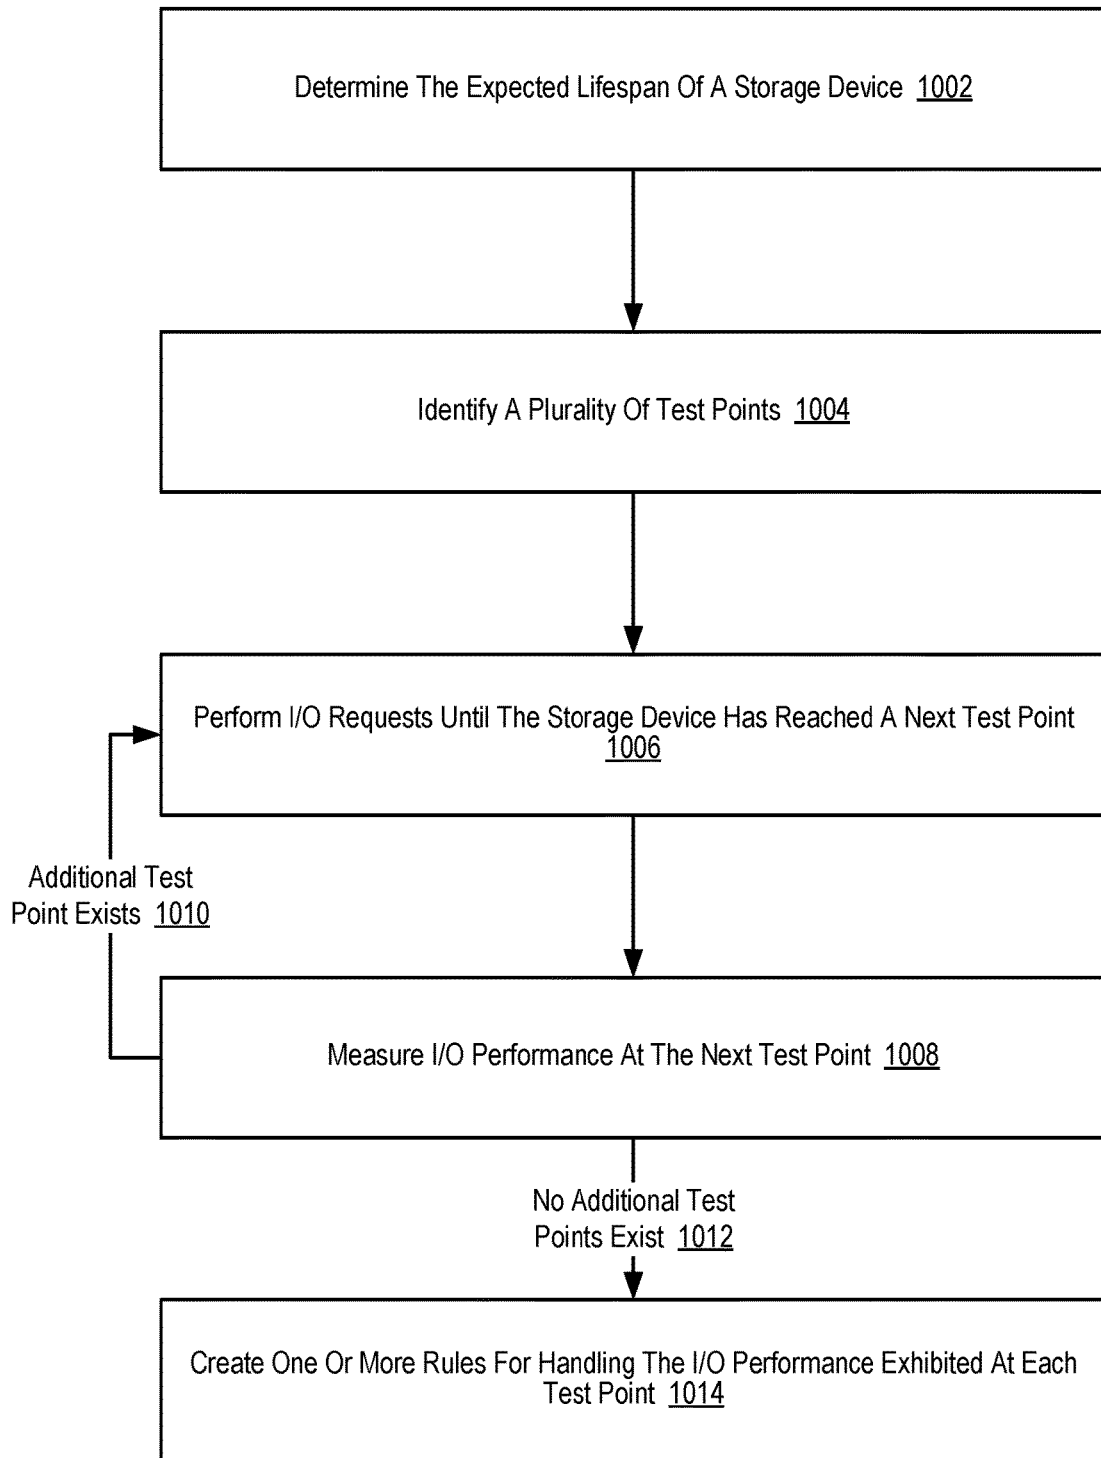 Determine The Expected Lifespan Of A Storage Device 1002
Identify A Plurality Of Test Points 1004
Perform I/O Requests Until The Storage Device Has Reached A Next Test Point
1006
Additional Test
Point Exists 1010
Measure I/O Performance At The Next Test Point 1008
No Additional Test
Points Exist 1012
Create One Or More Rules For Handling The I/O Performance Exhibited At Each
Test Point 1014